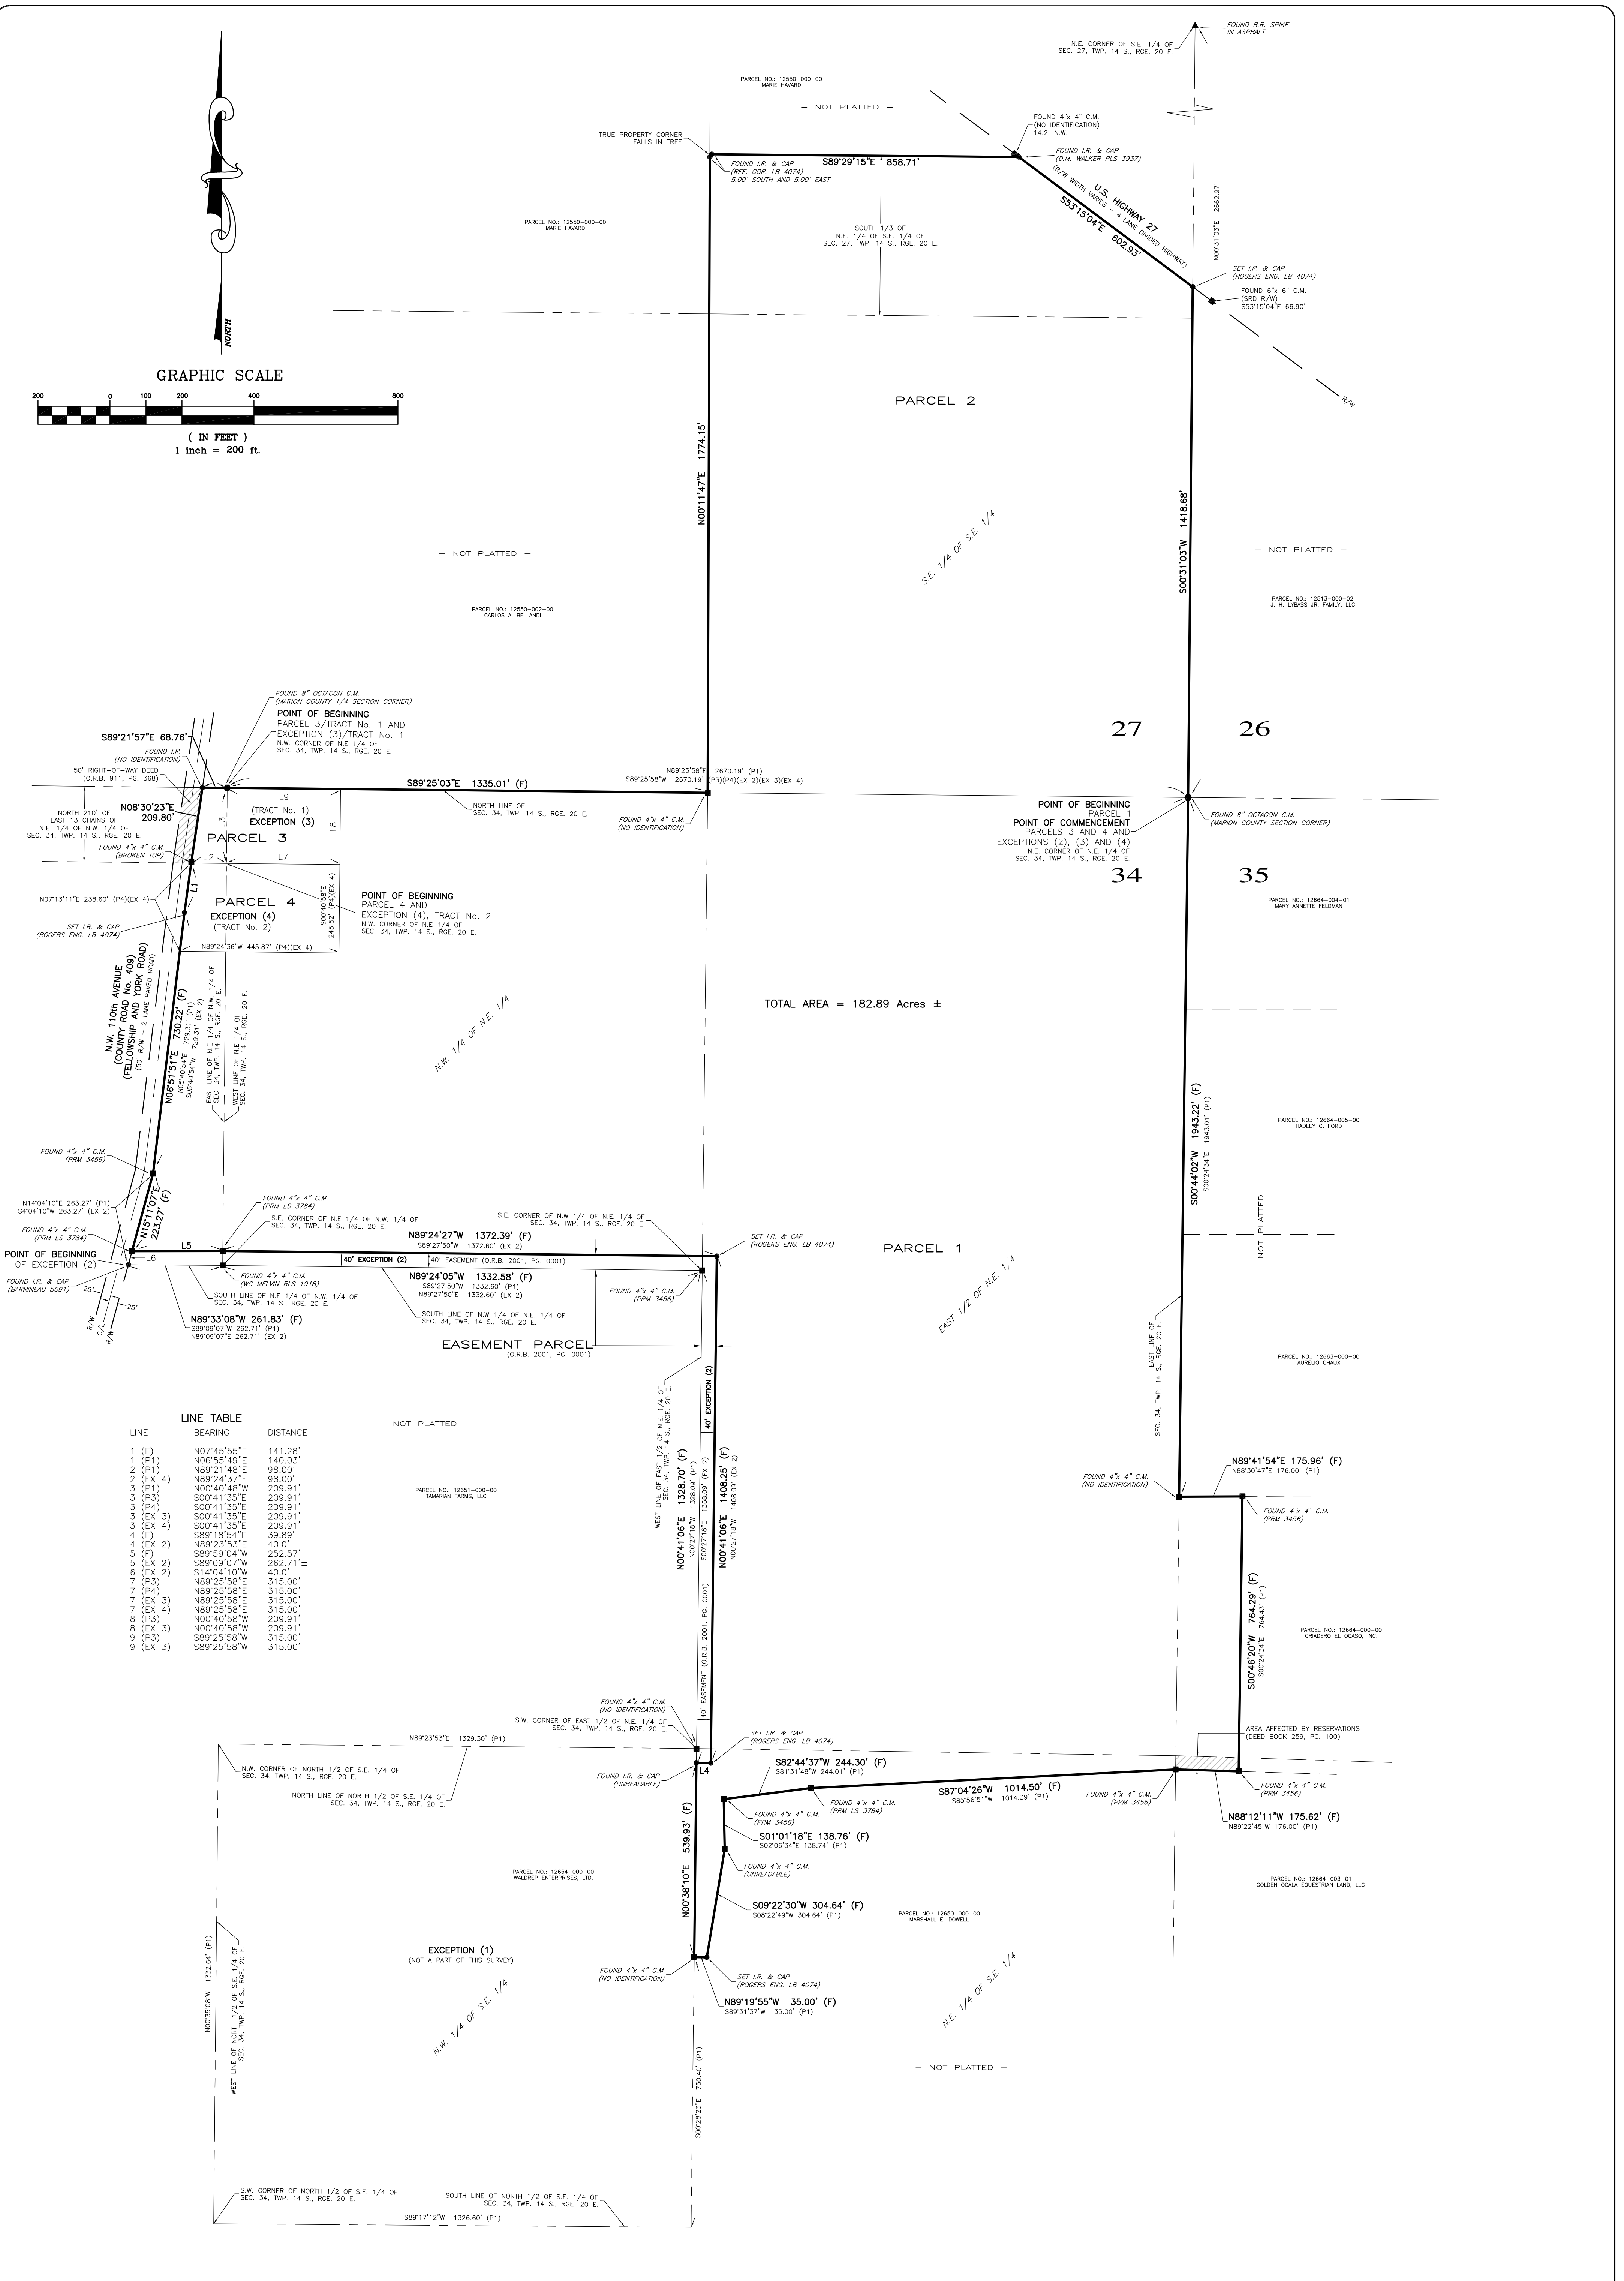 FOUND R.R. SPIKE
IN ASPHALT
N.E. CORNER OF S.E. 1/4 OF
SEC. 27, TWP. 14 S., RGE. 20 E.
PARCEL NO.: 12550-000-00
MARIE HAVARD
- NOT PLATTED -
FOUND 4"x 4" C.M.
(NO IDENTIFICATION)
14.2' N.W.
TRUE PROPERTY CORNER
FALLS IN TREE
FOUND I.R. & CAP
(REF. COR. LB 4074)
5.00' SOUTH AND 5.00' EAST
S89°29'15"E 858.71'
FOUND I.R. & CAP
(D.M. WALKER PLS 3937)
U.S. HIGHWAY 27
(R/W WIDTH VARIES - 4 LANE DIVIDED HIGHWAY)
S53°15'04"E 602.93'
N00°31'03"E 2662.97'
PARCEL NO.: 12550-000-00
MARIE HAVARD
SOUTH 1/3 OF
N.E. 1/4 OF S.E. 1/4 OF
SEC. 27, TWP. 14 S., RGE. 20 E.
SET I.R. & CAP
(ROGERS ENG. LB 4074)
FOUND 6"x 6" C.M.
(SRD R/W)
S53°15'04"E 66.90'
R/W
NORTH
GRAPHIC SCALE
200 0 100 200 400 800
( IN FEET )
1 inch = 200 ft.
PARCEL 2
N00°11'47"E 1774.15'
S00°31'03"W 1418.68'
S.E. 1/4 OF S.E. 1/4
- NOT PLATTED -
- NOT PLATTED -
PARCEL NO.: 12550-002-00
CARLOS A. BELLANDI
PARCEL NO.: 12513-000-02
J. H. LYBASS JR. FAMILY, LLC
FOUND 8" OCTAGON C.M.
(MARION COUNTY 1/4 SECTION CORNER)
POINT OF BEGINNING
PARCEL 3/TRACT No. 1 AND
EXCEPTION (3)/TRACT No. 1
N.W. CORNER OF N.E 1/4 OF
SEC. 34, TWP. 14 S., RGE. 20 E.
27 26
S89°21'57"E 68.76'
FOUND I.R.
(NO IDENTIFICATION)
50' RIGHT-OF-WAY DEED
(O.R.B. 911, PG. 368)
N08°30'23"E
209.80'
NORTH 210' OF
EAST 13 CHAINS OF
N.E. 1/4 OF N.W. 1/4 OF
SEC. 34, TWP. 14 S., RGE. 20 E.
FOUND 4"x 4" C.M.
(BROKEN TOP)
S89°25'03"E 1335.01' (F)
N89°25'58"E 2670.19' (P1)
S89°25'58"W 2670.19' (P3)(P4)(EX 2)(EX 3)(EX 4)
L9
(TRACT No. 1)
EXCEPTION (3)
L3
L8
PARCEL 3
L2
L7
NORTH LINE OF
SEC. 34, TWP. 14 S., RGE. 20 E.
FOUND 4"x 4" C.M.
(NO IDENTIFICATION)
POINT OF BEGINNING
PARCEL 1
POINT OF COMMENCEMENT
PARCELS 3 AND 4 AND
EXCEPTIONS (2), (3) AND (4)
N.E. CORNER OF N.E. 1/4 OF
SEC. 34, TWP. 14 S., RGE. 20 E.
FOUND 8" OCTAGON C.M.
(MARION COUNTY SECTION CORNER)
34 35
L1
N07°13'11"E 238.60' (P4)(EX 4)
PARCEL 4
EXCEPTION (4)
(TRACT No. 2)
S00°40'58"E
245.52' (P4)(EX 4)
N89°24'36"W 445.87' (P4)(EX 4)
POINT OF BEGINNING
PARCEL 4 AND
EXCEPTION (4), TRACT No. 2
N.W. CORNER OF N.E 1/4 OF
SEC. 34, TWP. 14 S., RGE. 20 E.
SET I.R. & CAP
(ROGERS ENG. LB 4074)
PARCEL NO.: 12664-004-01
MARY ANNETTE FELDMAN
N.W. 110th AVENUE
(COUNTY ROAD No. 409)
(FELLOWSHIP AND YORK ROAD)
(50' R/W - 2 LANE PAVED ROAD)
N06°51'51"E 730.22' (F)
N05°40'54"E 729.31' (P1)
S05°40'54"W 729.31' (EX 2)
EAST LINE OF N.E 1/4 OF N.W. 1/4 OF
SEC. 34, TWP. 14 S., RGE. 20 E.
WEST LINE OF N.E 1/4 OF
SEC. 34, TWP. 14 S., RGE. 20 E.
TOTAL AREA = 182.89 Acres ±
N.W. 1/4 OF N.E. 1/4
S00°44'02"W 1943.22' (F)
S00°24'34"E 1943.01' (P1)
PARCEL NO.: 12664-005-00
HADLEY C. FORD
- NOT PLATTED -
FOUND 4"x 4" C.M.
(PRM 3456)
N14°04'10"E 263.27' (P1)
S4°04'10"W 263.27' (EX 2)
N15°11'07"E
223.27' (F)
FOUND 4"x 4" C.M.
(PRM LS 3784)
FOUND 4"x 4" C.M.
(PRM LS 3784)
S.E. CORNER OF N.E 1/4 OF N.W. 1/4 OF
SEC. 34, TWP. 14 S., RGE. 20 E.
S.E. CORNER OF N.W 1/4 OF N.E. 1/4 OF
SEC. 34, TWP. 14 S., RGE. 20 E.
N89°24'27"W 1372.39' (F)
S89°27'50"W 1372.60' (EX 2)
SET I.R. & CAP
(ROGERS ENG. LB 4074)
PARCEL 1
POINT OF BEGINNING
OF EXCEPTION (2)
L5
L6
40' EXCEPTION (2)
40' EASEMENT (O.R.B. 2001, PG. 0001)
FOUND I.R. & CAP
(BARRINEAU 5091)
25'
25'
R/W
C/L
R/W
FOUND 4"x 4" C.M.
(WC MELVIN RLS 1918)
SOUTH LINE OF N.E 1/4 OF N.W. 1/4 OF
SEC. 34, TWP. 14 S., RGE. 20 E.
N89°33'08"W 261.83' (F)
S89°09'07"W 262.71' (P1)
N89°09'07"E 262.71' (EX 2)
N89°24'05"W 1332.58' (F)
S89°27'50"W 1332.60' (P1)
N89°27'50"E 1332.60' (EX 2)
FOUND 4"x 4" C.M.
(PRM 3456)
SOUTH LINE OF N.W 1/4 OF N.E. 1/4 OF
SEC. 34, TWP. 14 S., RGE. 20 E.
EASEMENT PARCEL
(O.R.B. 2001, PG. 0001)
EAST 1/2 OF N.E. 1/4
EAST LINE OF
SEC. 34, TWP. 14 S., RGE. 20 E.
PARCEL NO.: 12663-000-00
AURELIO CHAUX
WEST LINE OF EAST 1/2 OF N.E. 1/4 OF
SEC. 34, TWP. 14 S., RGE. 20 E.
40' EXCEPTION (2)
LINE TABLE
LINE BEARING DISTANCE
1 (F) N07°45'55"E 141.28'
1 (P1) N06°55'49"E 140.03'
2 (P1) N89°21'48"E 98.00'
2 (EX 4) N89°24'37"E 98.00'
3 (P1) N00°40'48"W 209.91'
3 (P3) S00°41'35"E 209.91'
3 (P4) S00°41'35"E 209.91'
3 (EX 3) S00°41'35"E 209.91'
3 (EX 4) S00°41'35"E 209.91'
4 (F) S89°18'54"E 39.89'
4 (EX 2) N89°23'53"E 40.0'
5 (F) S89°59'04"W 252.57'
5 (EX 2) S89°09'07"W 262.71'±
6 (EX 2) S14°04'10"W 40.0'
7 (P3) N89°25'58"E 315.00'
7 (P4) N89°25'58"E 315.00'
7 (EX 3) N89°25'58"E 315.00'
7 (EX 4) N89°25'58"E 315.00'
8 (P3) N00°40'58"W 209.91'
8 (EX 3) N00°40'58"W 209.91'
9 (P3) S89°25'58"W 315.00'
9 (EX 3) S89°25'58"W 315.00'
- NOT PLATTED -
PARCEL NO.: 12651-000-00
TAMARIAN FARMS, LLC
N00°41'06"E 1328.70' (F)
N00°27'18"W 1328.09' (P1)
S00°27'18"E 1368.09' (EX 2)
N00°41'06"E 1408.25' (F)
N00°27'18"W 1408.09' (EX 2)
40' EASEMENT (O.R.B. 2001, PG. 0001)
FOUND 4"x 4" C.M.
(NO IDENTIFICATION)
N89°41'54"E 175.96' (F)
N88°30'47"E 176.00' (P1)
FOUND 4"x 4" C.M.
(PRM 3456)
S00°46'20"W 764.29' (F)
S00°24'34"E 764.43' (P1)
PARCEL NO.: 12664-000-00
CRIADERO EL OCASO, INC.
FOUND 4"x 4" C.M.
(NO IDENTIFICATION)
S.W. CORNER OF EAST 1/2 OF N.E. 1/4 OF
SEC. 34, TWP. 14 S., RGE. 20 E.
N89°23'53"E 1329.30' (P1)
SET I.R. & CAP
(ROGERS ENG. LB 4074)
AREA AFFECTED BY RESERVATIONS
(DEED BOOK 259, PG. 100)
N.W. CORNER OF NORTH 1/2 OF S.E. 1/4 OF
SEC. 34, TWP. 14 S., RGE. 20 E.
NORTH LINE OF NORTH 1/2 OF S.E. 1/4 OF
SEC. 34, TWP. 14 S., RGE. 20 E.
FOUND I.R. & CAP
(UNREADABLE)
L4
S82°44'37"W 244.30' (F)
S81°31'48"W 244.01' (P1)
FOUND 4"x 4" C.M.
(PRM LS 3784)
S87°04'26"W 1014.50' (F)
S85°56'51"W 1014.39' (P1)
FOUND 4"x 4" C.M.
(PRM 3456)
FOUND 4"x 4" C.M.
(PRM 3456)
N88°12'11"W 175.62' (F)
N89°22'45"W 176.00' (P1)
FOUND 4"x 4" C.M.
(PRM 3456)
S01°01'18"E 138.76' (F)
S02°06'34"E 138.74' (P1)
FOUND 4"x 4" C.M.
(UNREADABLE)
N00°38'10"E 539.93' (F)
PARCEL NO.: 12654-000-00
WALDREP ENTERPRISES, LTD.
S09°22'30"W 304.64' (F)
S08°22'49"W 304.64' (P1)
PARCEL NO.: 12650-000-00
MARSHALL E. DOWELL
PARCEL NO.: 12664-003-01
GOLDEN OCALA EQUESTRIAN LAND, LLC
EXCEPTION (1)
(NOT A PART OF THIS SURVEY)
FOUND 4"x 4" C.M.
(NO IDENTIFICATION)
SET I.R. & CAP
(ROGERS ENG. LB 4074)
N89°19'55"W 35.00' (F)
S89°31'37"W 35.00' (P1)
N00°35'08"W 1332.64' (P1)
WEST LINE OF NORTH 1/2 OF S.E. 1/4 OF
SEC. 34, TWP. 14 S., RGE. 20 E.
N.W. 1/4 OF S.E. 1/4
N.E. 1/4 OF S.E. 1/4
S00°28'23"E 750.40' (P1)
- NOT PLATTED -
S.W. CORNER OF NORTH 1/2 OF S.E. 1/4 OF
SEC. 34, TWP. 14 S., RGE. 20 E.
SOUTH LINE OF NORTH 1/2 OF S.E. 1/4 OF
SEC. 34, TWP. 14 S., RGE. 20 E.
S89°17'12"W 1326.60' (P1)